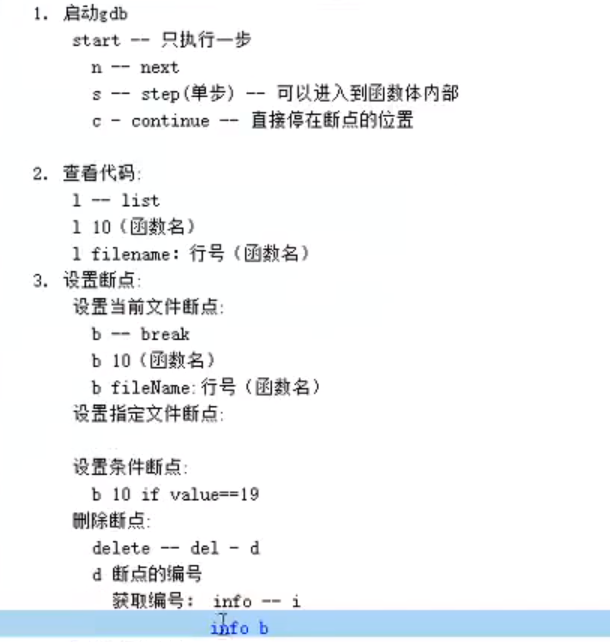 1. 启动gdb
start -- 只执行一步
n -- next
s -- step(单步) -- 可以进入到函数体内部
c - continue -- 直接停在断点的位置
2. 查看代码:
l -- list
l 10（函数名）
l filename: 行号（函数名）
3. 设置断点:
设置当前文件断点:
b -- break
b 10（函数名）
b fileName:行号（函数名）
设置指定文件断点:
设置条件断点:
b 10 if value==19
删除断点:
delete -- del - d
d 断点的编号
获取编号: info -- i
info b